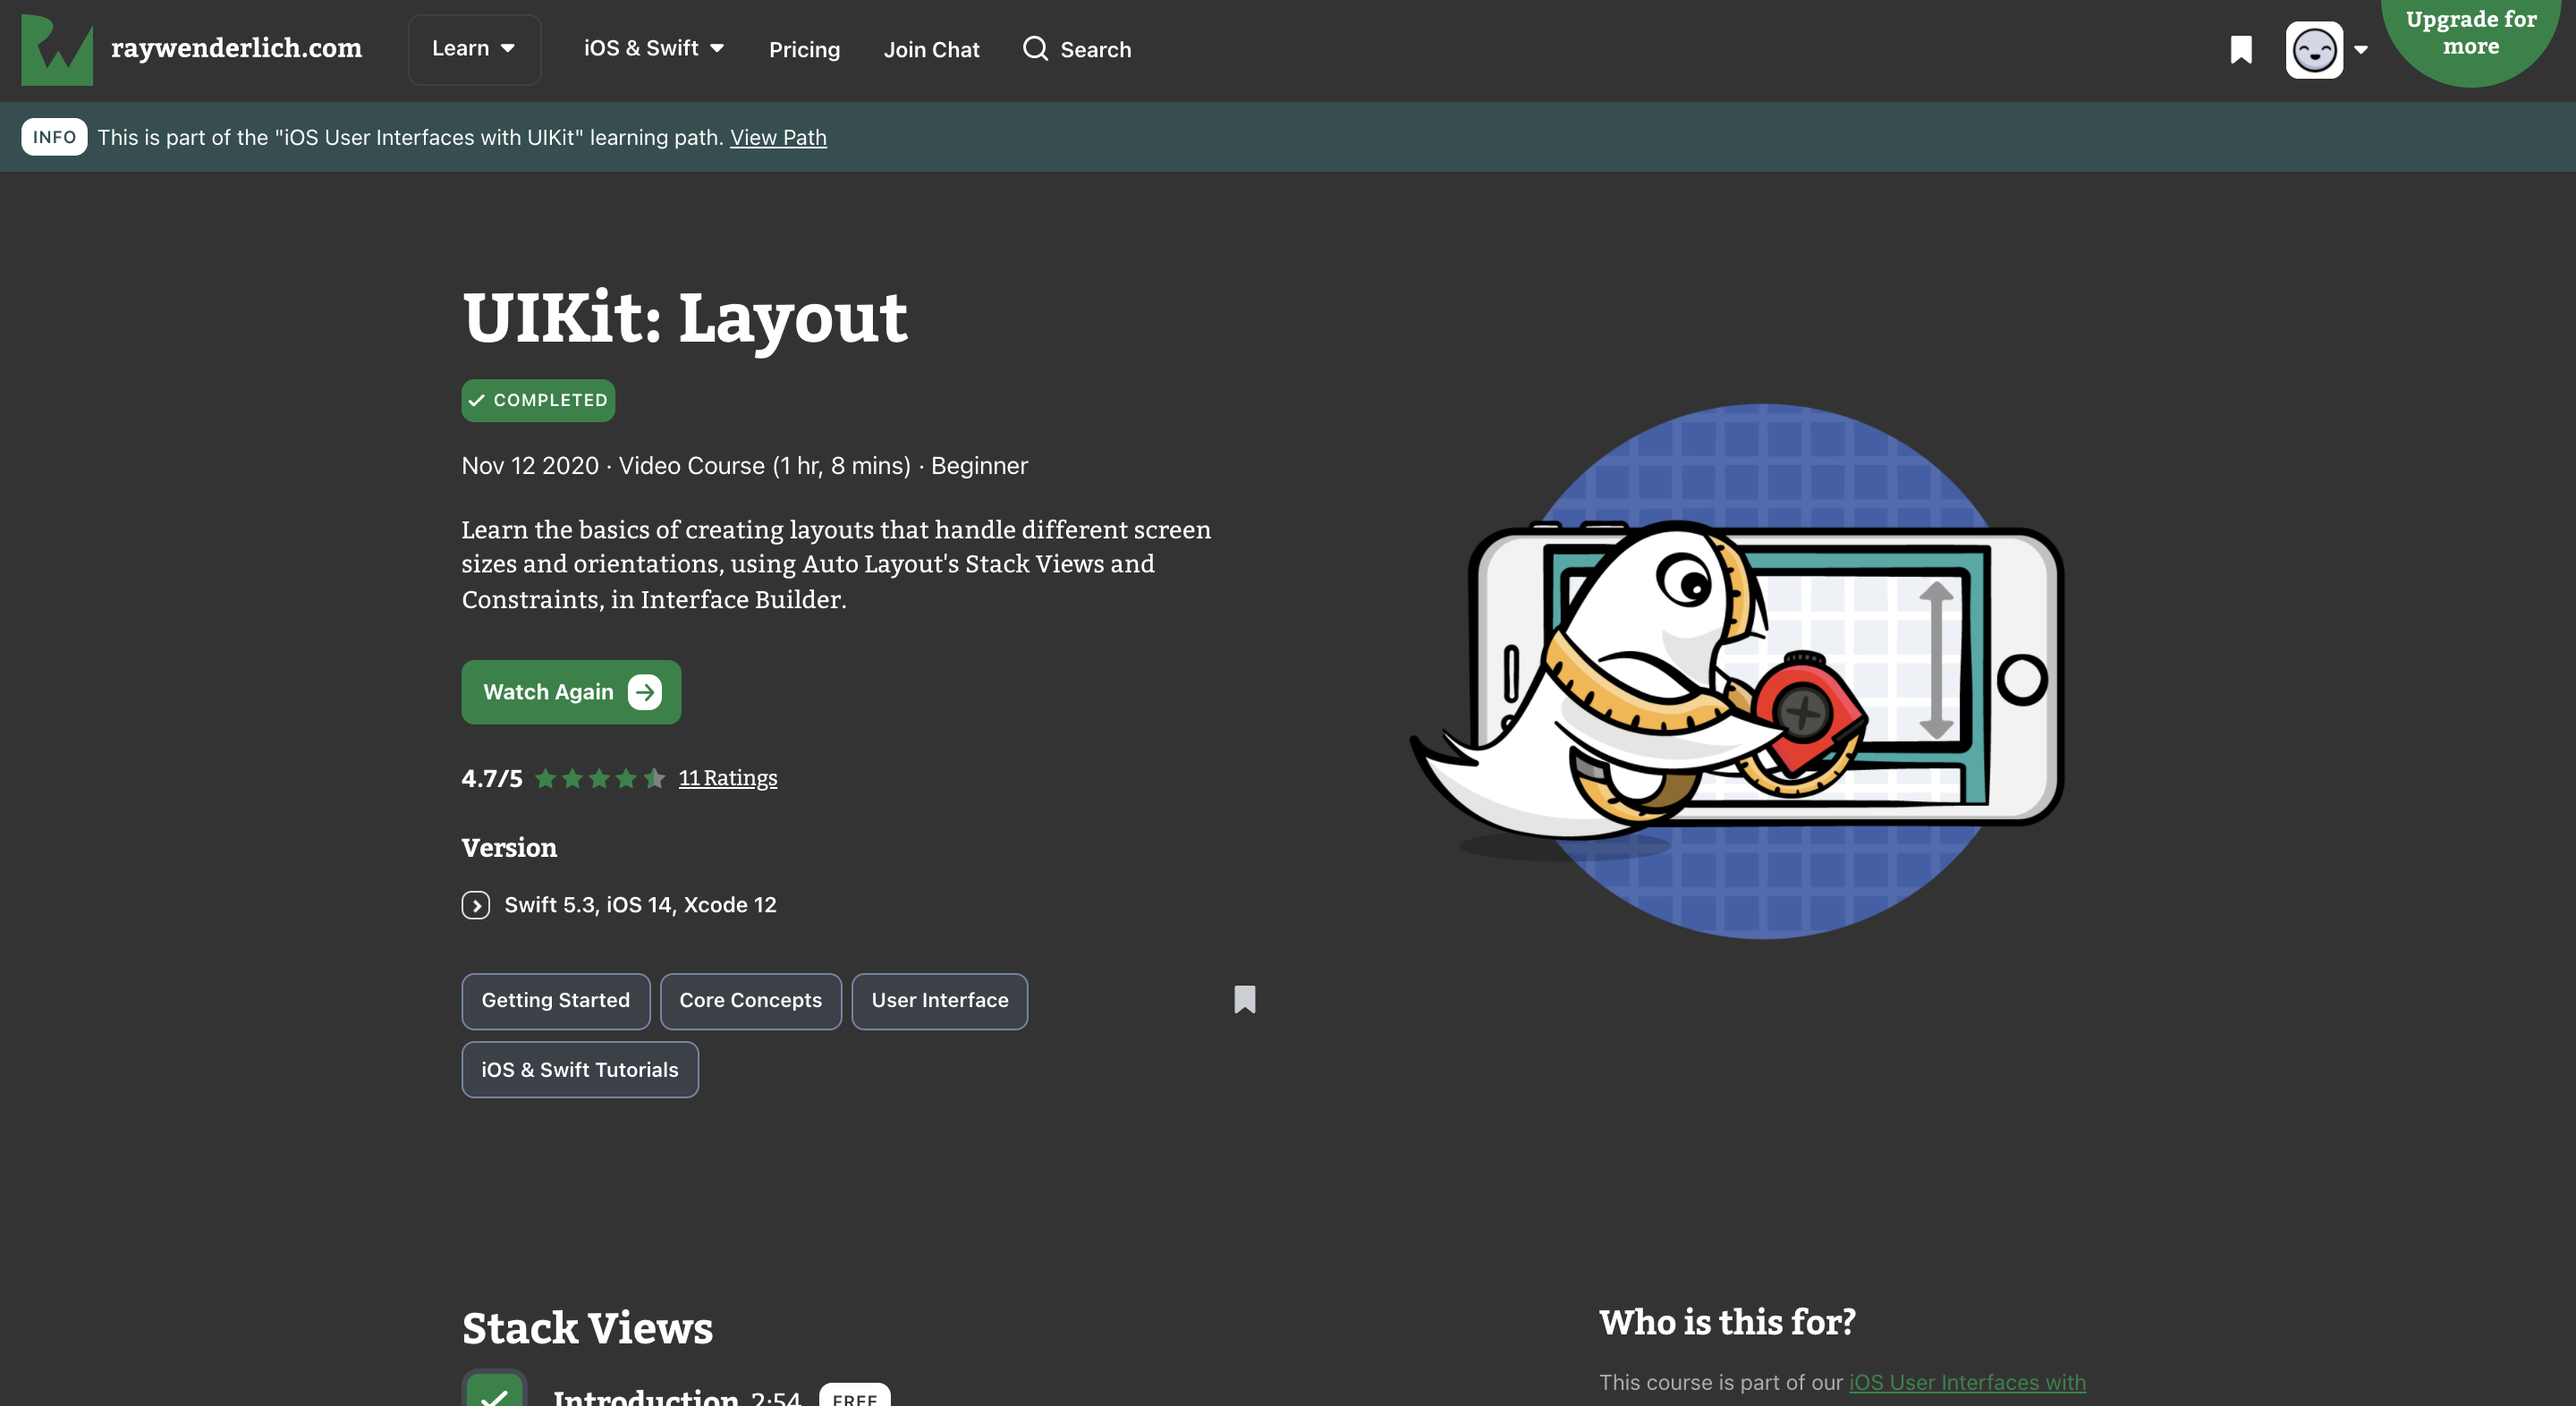 raywenderlich.com
Learn
iOS & Swift
Pricing
Join Chat
Search
Upgrade for
more
INFO
This is part of the "iOS User Interfaces with UIKit" learning path. View Path
UIKit: Layout
COMPLETED
Nov 12 2020 · Video Course (1 hr, 8 mins) · Beginner
Learn the basics of creating layouts that handle different screen
sizes and orientations, using Auto Layout's Stack Views and
Constraints, in Interface Builder.
Watch Again
4.7/5
11 Ratings
Version
Swift 5.3, iOS 14, Xcode 12
Getting Started
Core Concepts
User Interface
iOS & Swift Tutorials
Stack Views
Introduction 2:54 FREE
Who is this for?
This course is part of our iOS User Interfaces with